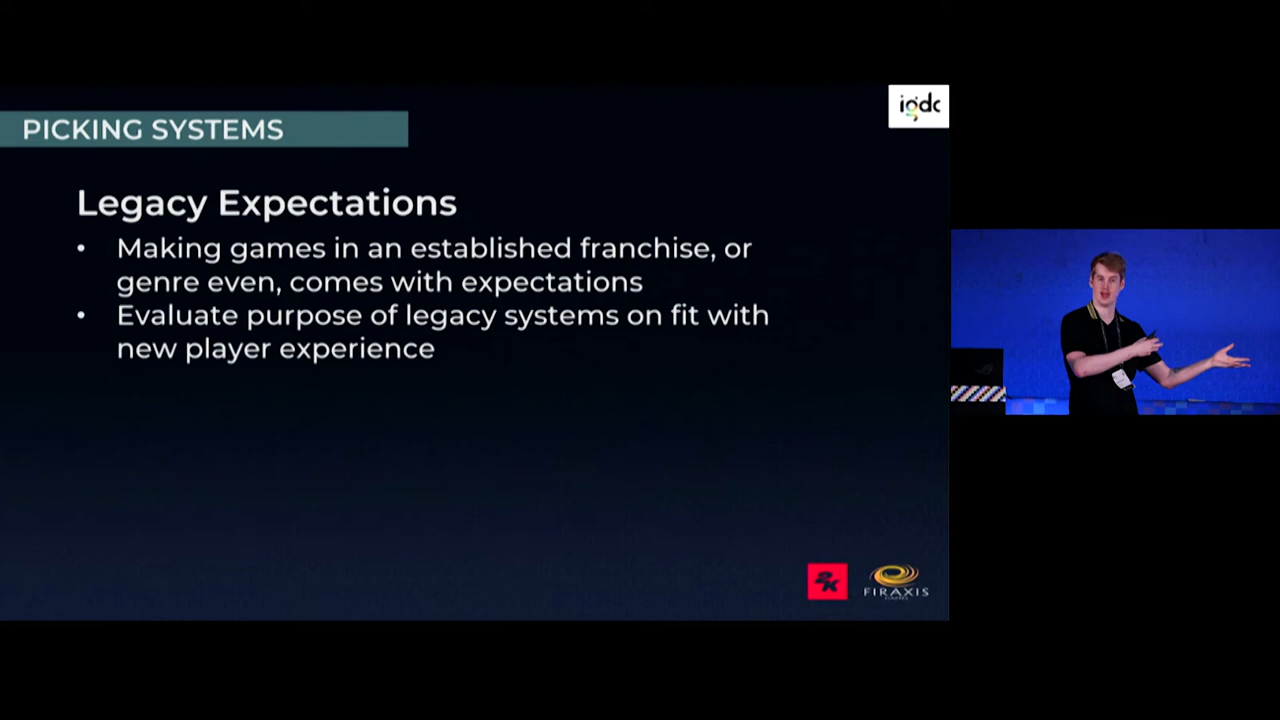 igdc
PICKING SYSTEMS
Legacy Expectations
• Making games in an established franchise, or
genre even, comes with expectations
• Evaluate purpose of legacy systems on fit with
new player experience
2K
FIRAXIS